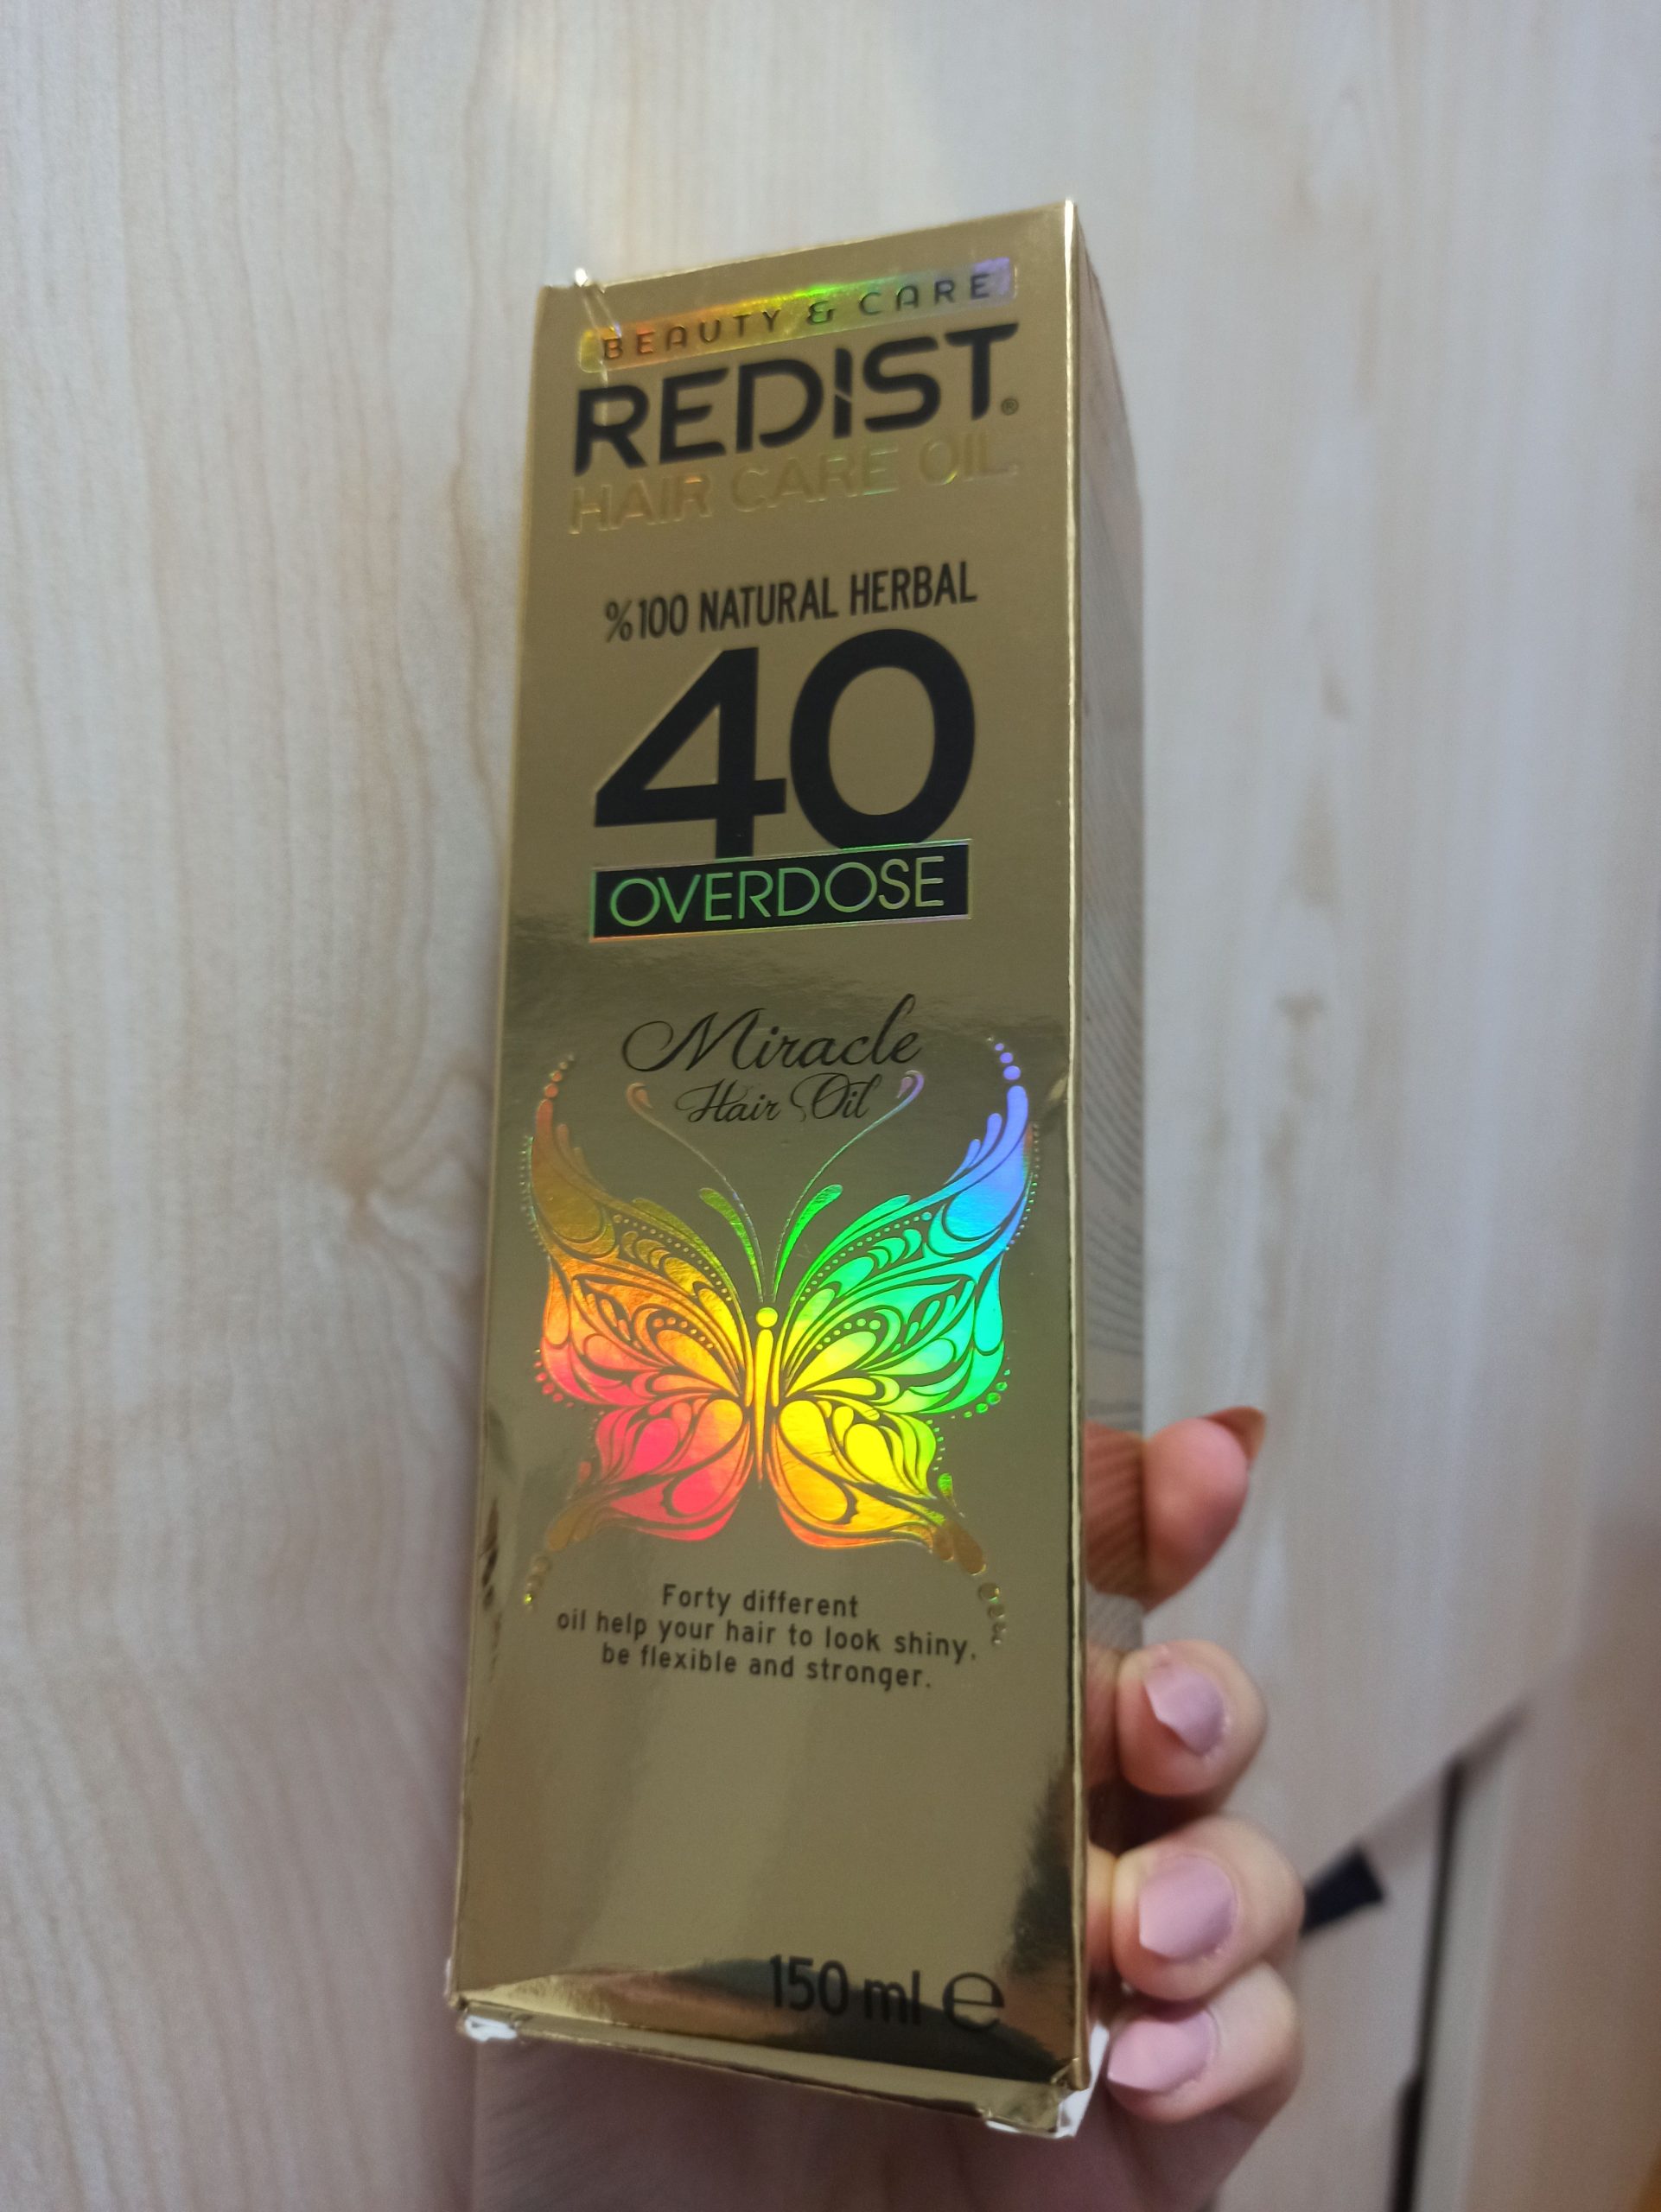 BEAUTY & CARE
REDIST®
HAIR CARE OIL
%100 NATURAL HERBAL
40
OVERDOSE
Miracle
Hair Oil
Forty different
oil help your hair to look shiny,
be flexible and stronger.
150 ml ℮